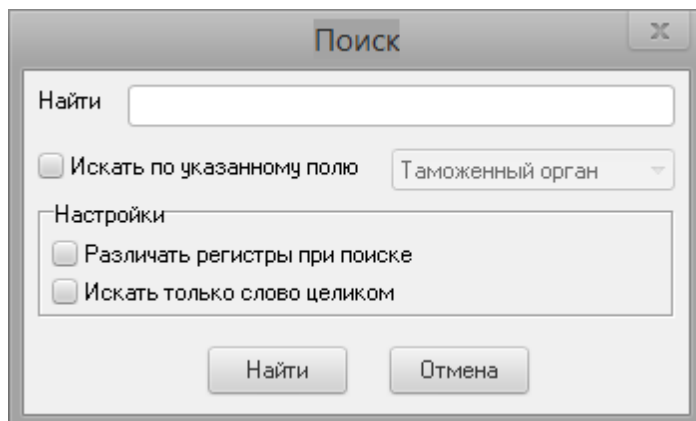 Поиск
Найти
Искать по указанному полю Таможенный орган
Настройки
Различать регистры при поиске
Искать только слово целиком
Найти Отмена